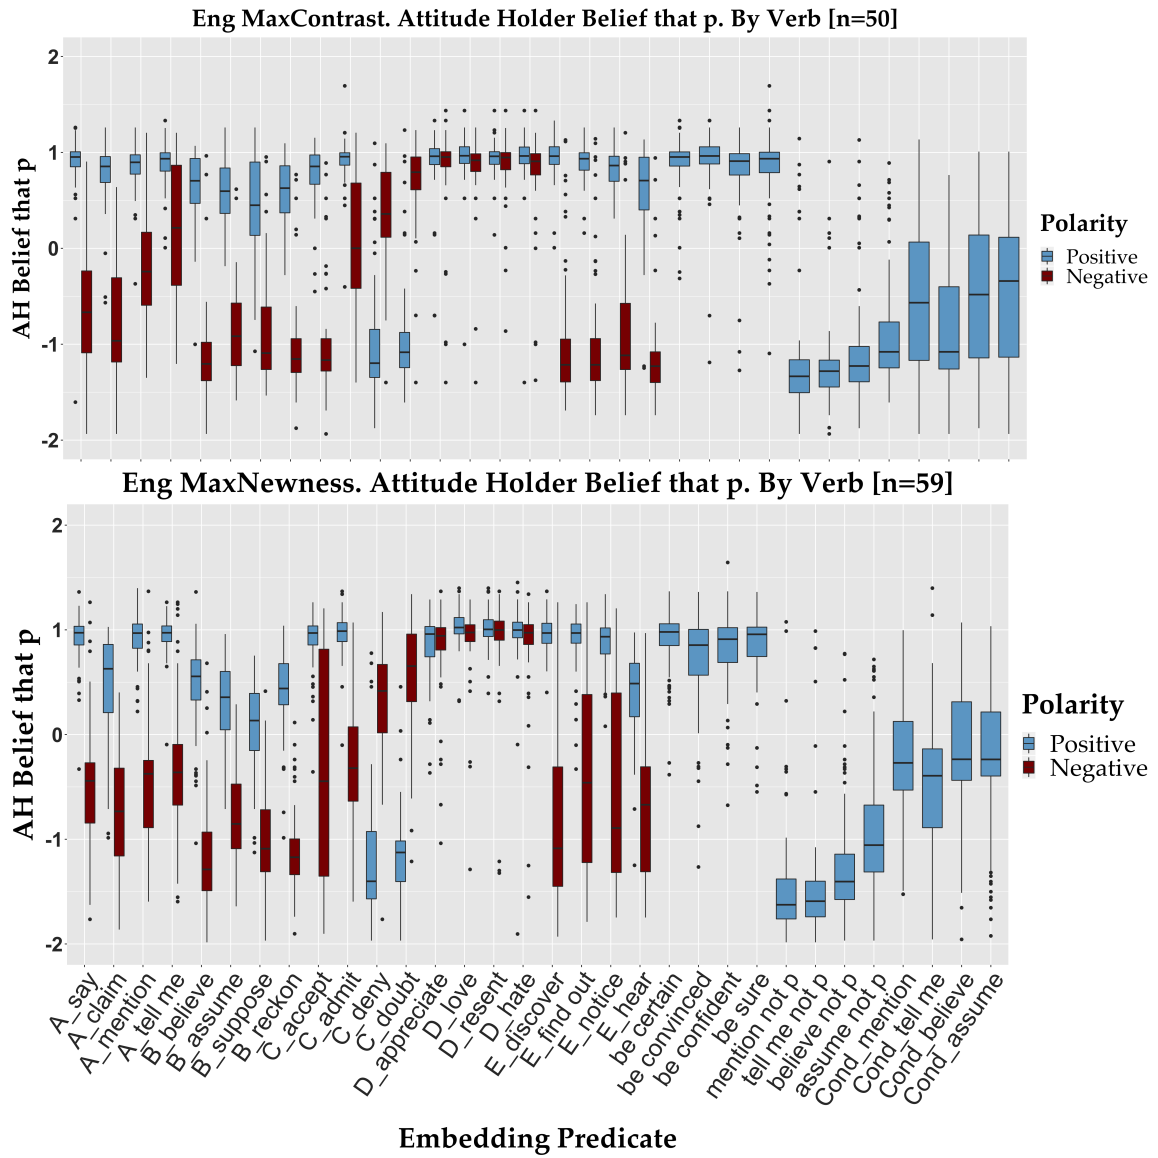 Eng MaxContrast. Attitude Holder Belief that p. By Verb [n=50]
AH Belief that p
2
1
0
-1
-2
Polarity
Positive
Negative
Eng MaxNewness. Attitude Holder Belief that p. By Verb [n=59]
AH Belief that p
2
1
0
-1
-2
Polarity
Positive
Negative
A_say
A_claim
A_mention
A_tell me
B_believe
B_assume
B_suppose
B_reckon
C_accept
C_admit
C_deny
C_doubt
D_appreciate
D_love
D_resent
D_hate
E_discover
E_find out
E_notice
E_hear
be certain
be convinced
be confident
be sure
mention not p
tell me not p
believe not p
assume not p
Cond_mention
Cond_tell me
Cond_believe
Cond_assume
Embedding Predicate